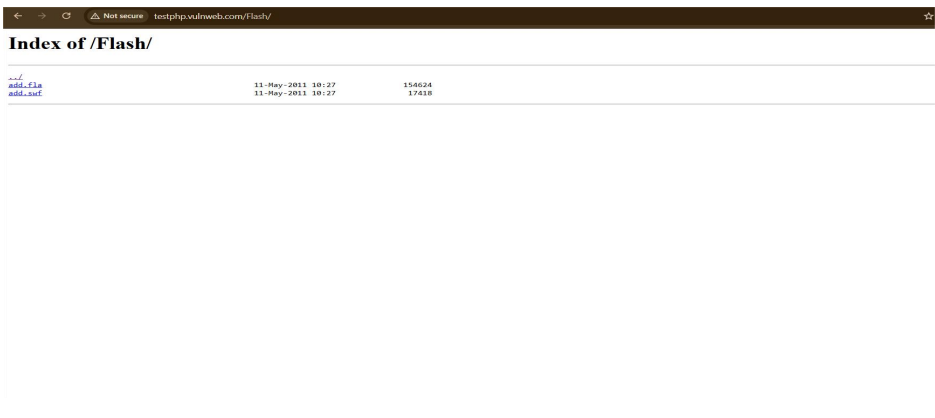 Not secure testphp.vulnweb.com/Flash/
Index of /Flash/
../
add.fla 11-May-2011 10:27 154624
add.swf 11-May-2011 10:27 17418